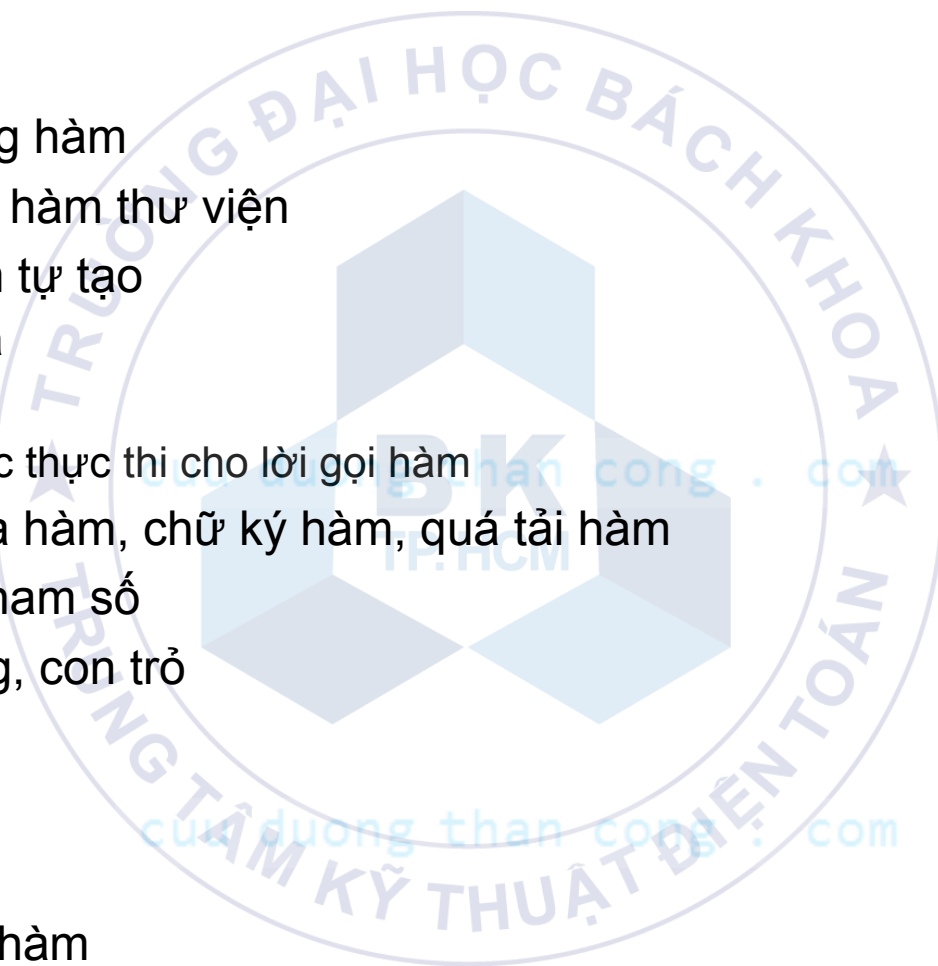 TRƯỜNG ĐẠI HỌC BÁCH KHOA
g hàm
hàm thư viện
tự tạo
c thực thi cho lời gọi hàm
cuu duong than cong . com
BK
TP.HCM
a hàm, chữ ký hàm, quá tải hàm
ham số
g, con trỏ
cuu duong than cong . com
TRUNG TÂM KỸ THUẬT ĐIỆN TOÁN
hàm